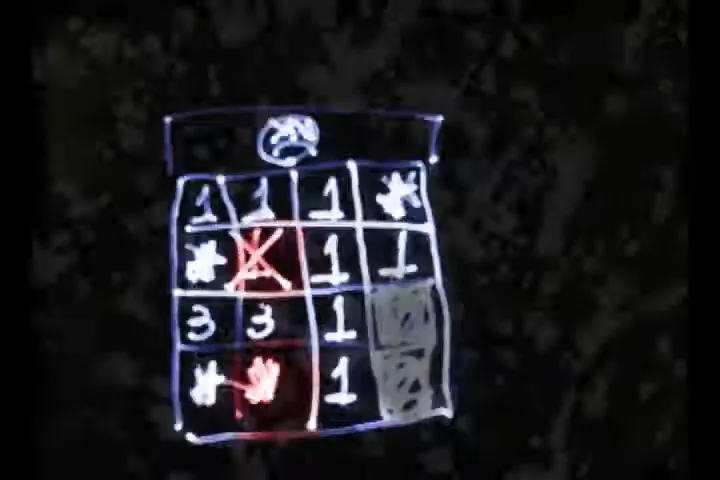 1 1 1 *
* 1 1
3 3 1
* * 1